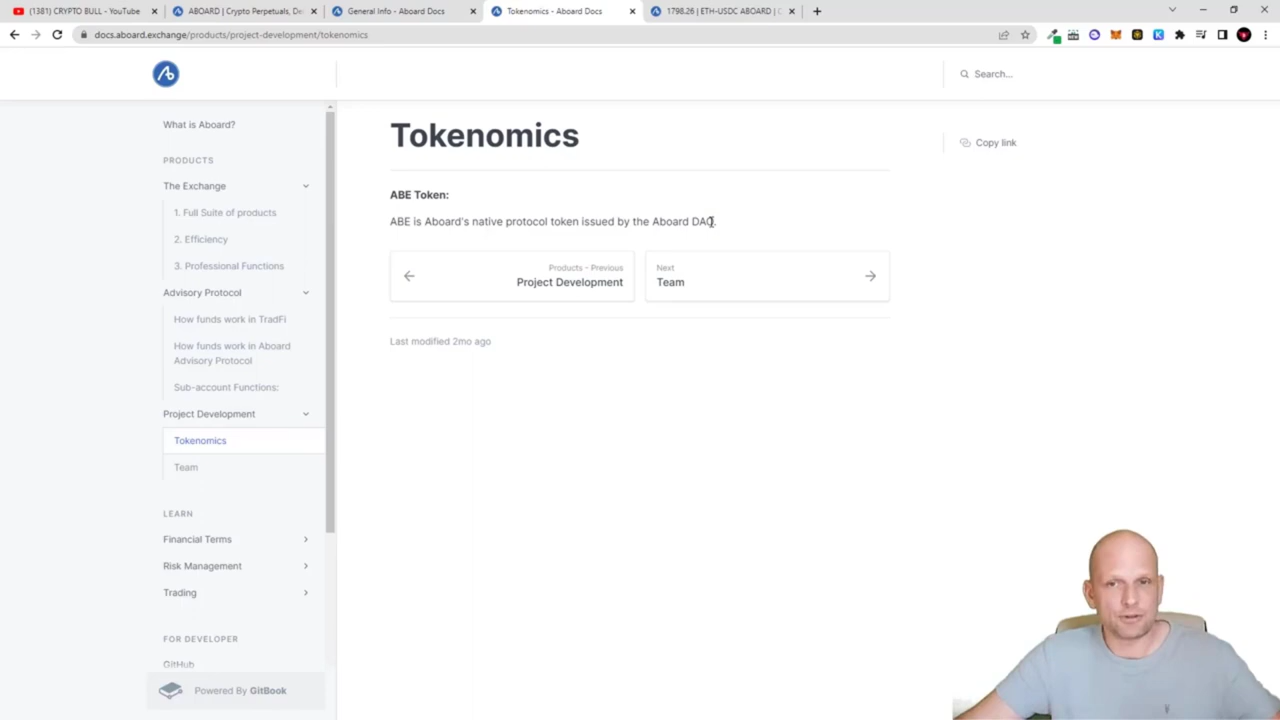 (1381) CRYPTO BULL - YouTube
ABOARD | Crypto Perpetuals, De
General Info - Aboard Docs
Tokenomics - Aboard Docs
1798.26 | ETH-USDC ABOARD |
docs.aboard.exchange/products/project-development/tokenomics
Search...
What is Aboard?
PRODUCTS
The Exchange
1. Full Suite of products
2. Efficiency
3. Professional Functions
Advisory Protocol
How funds work in TradFi
How funds work in Aboard
Advisory Protocol
Sub-account Functions:
Project Development
Tokenomics
Team
LEARN
Financial Terms
Risk Management
Trading
FOR DEVELOPER
GitHub
Powered By GitBook
Tokenomics
Copy link
ABE Token:
ABE is Aboard's native protocol token issued by the Aboard DAO.
Products - Previous
Project Development
Next
Team
Last modified 2mo ago